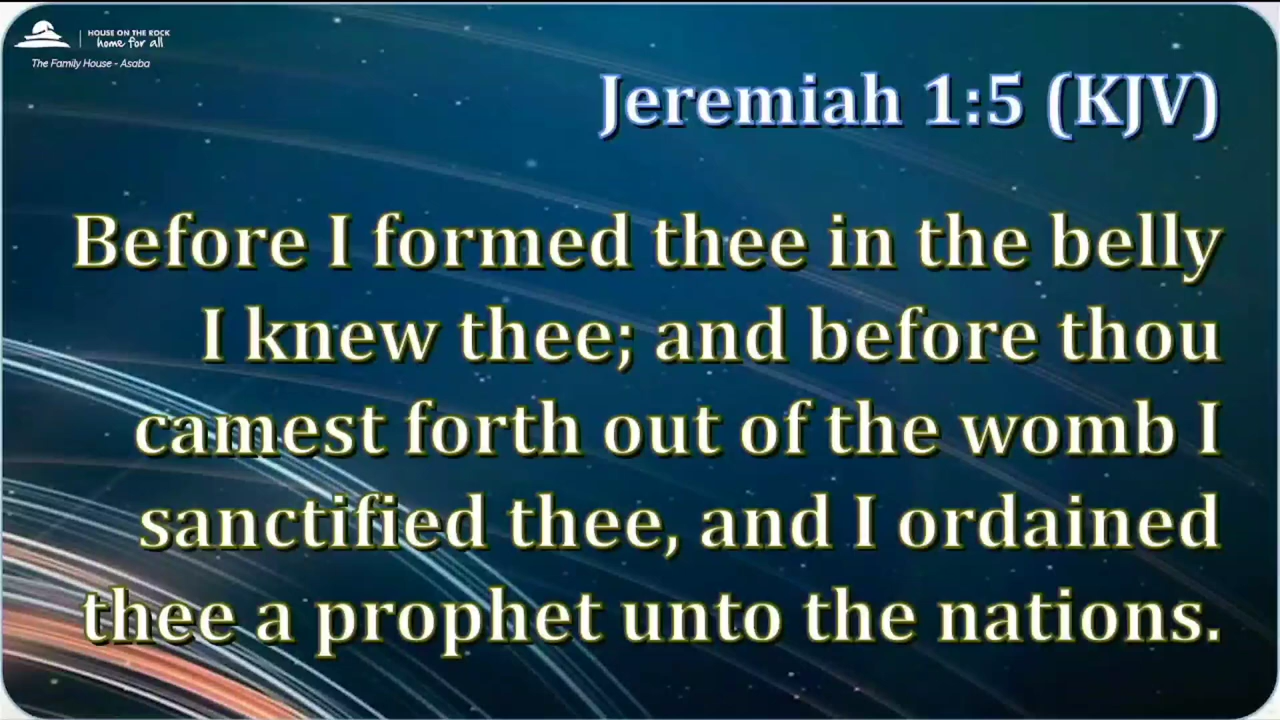 HOUSE ON THE ROCK
home for all
The Family House - Asaba
Jeremiah 1:5 (KJV)
Before I formed thee in the belly
I knew thee; and before thou
camest forth out of the womb I
sanctified thee, and I ordained
thee a prophet unto the nations.